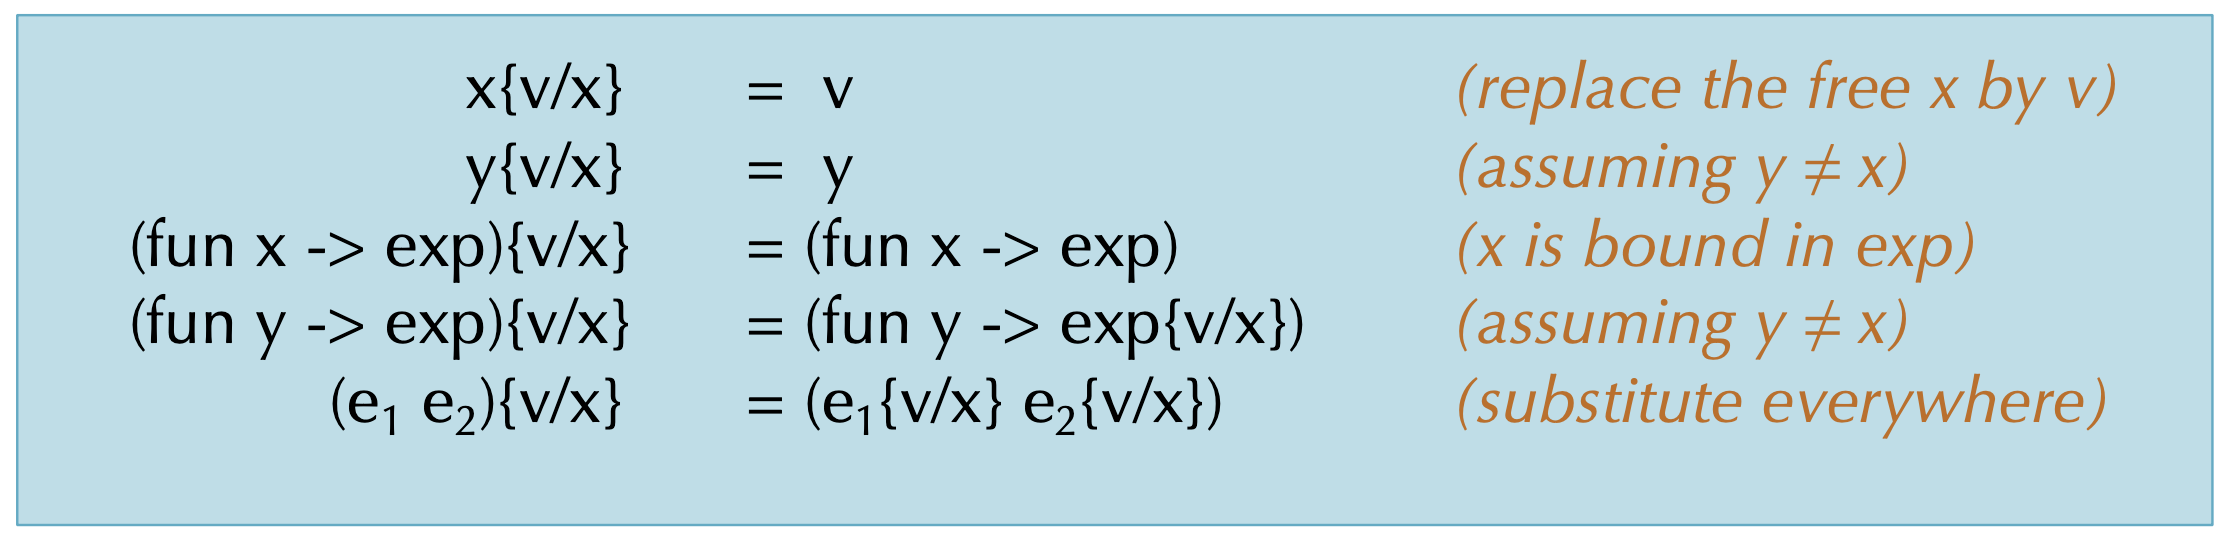 x{v/x} = v (replace the free x by v)
y{v/x} = y (assuming y ≠ x)
(fun x -> exp){v/x} = (fun x -> exp) (x is bound in exp)
(fun y -> exp){v/x} = (fun y -> exp{v/x}) (assuming y ≠ x)
(e₁ e₂){v/x} = (e₁{v/x} e₂{v/x}) (substitute everywhere)